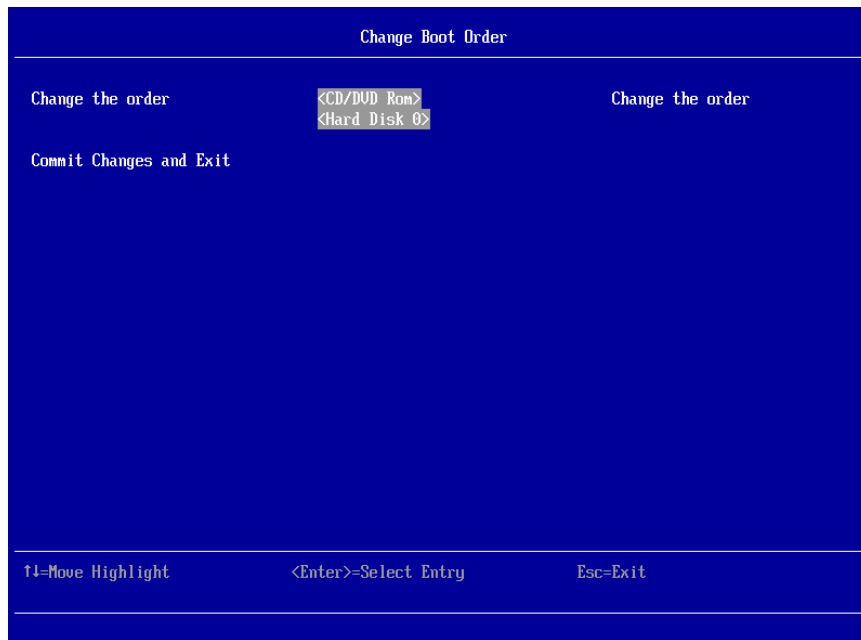 Change Boot Order
Change the order <CD/DVD Rom> Change the order
<Hard Disk 0>
Commit Changes and Exit
↑↓=Move Highlight <Enter>=Select Entry Esc=Exit